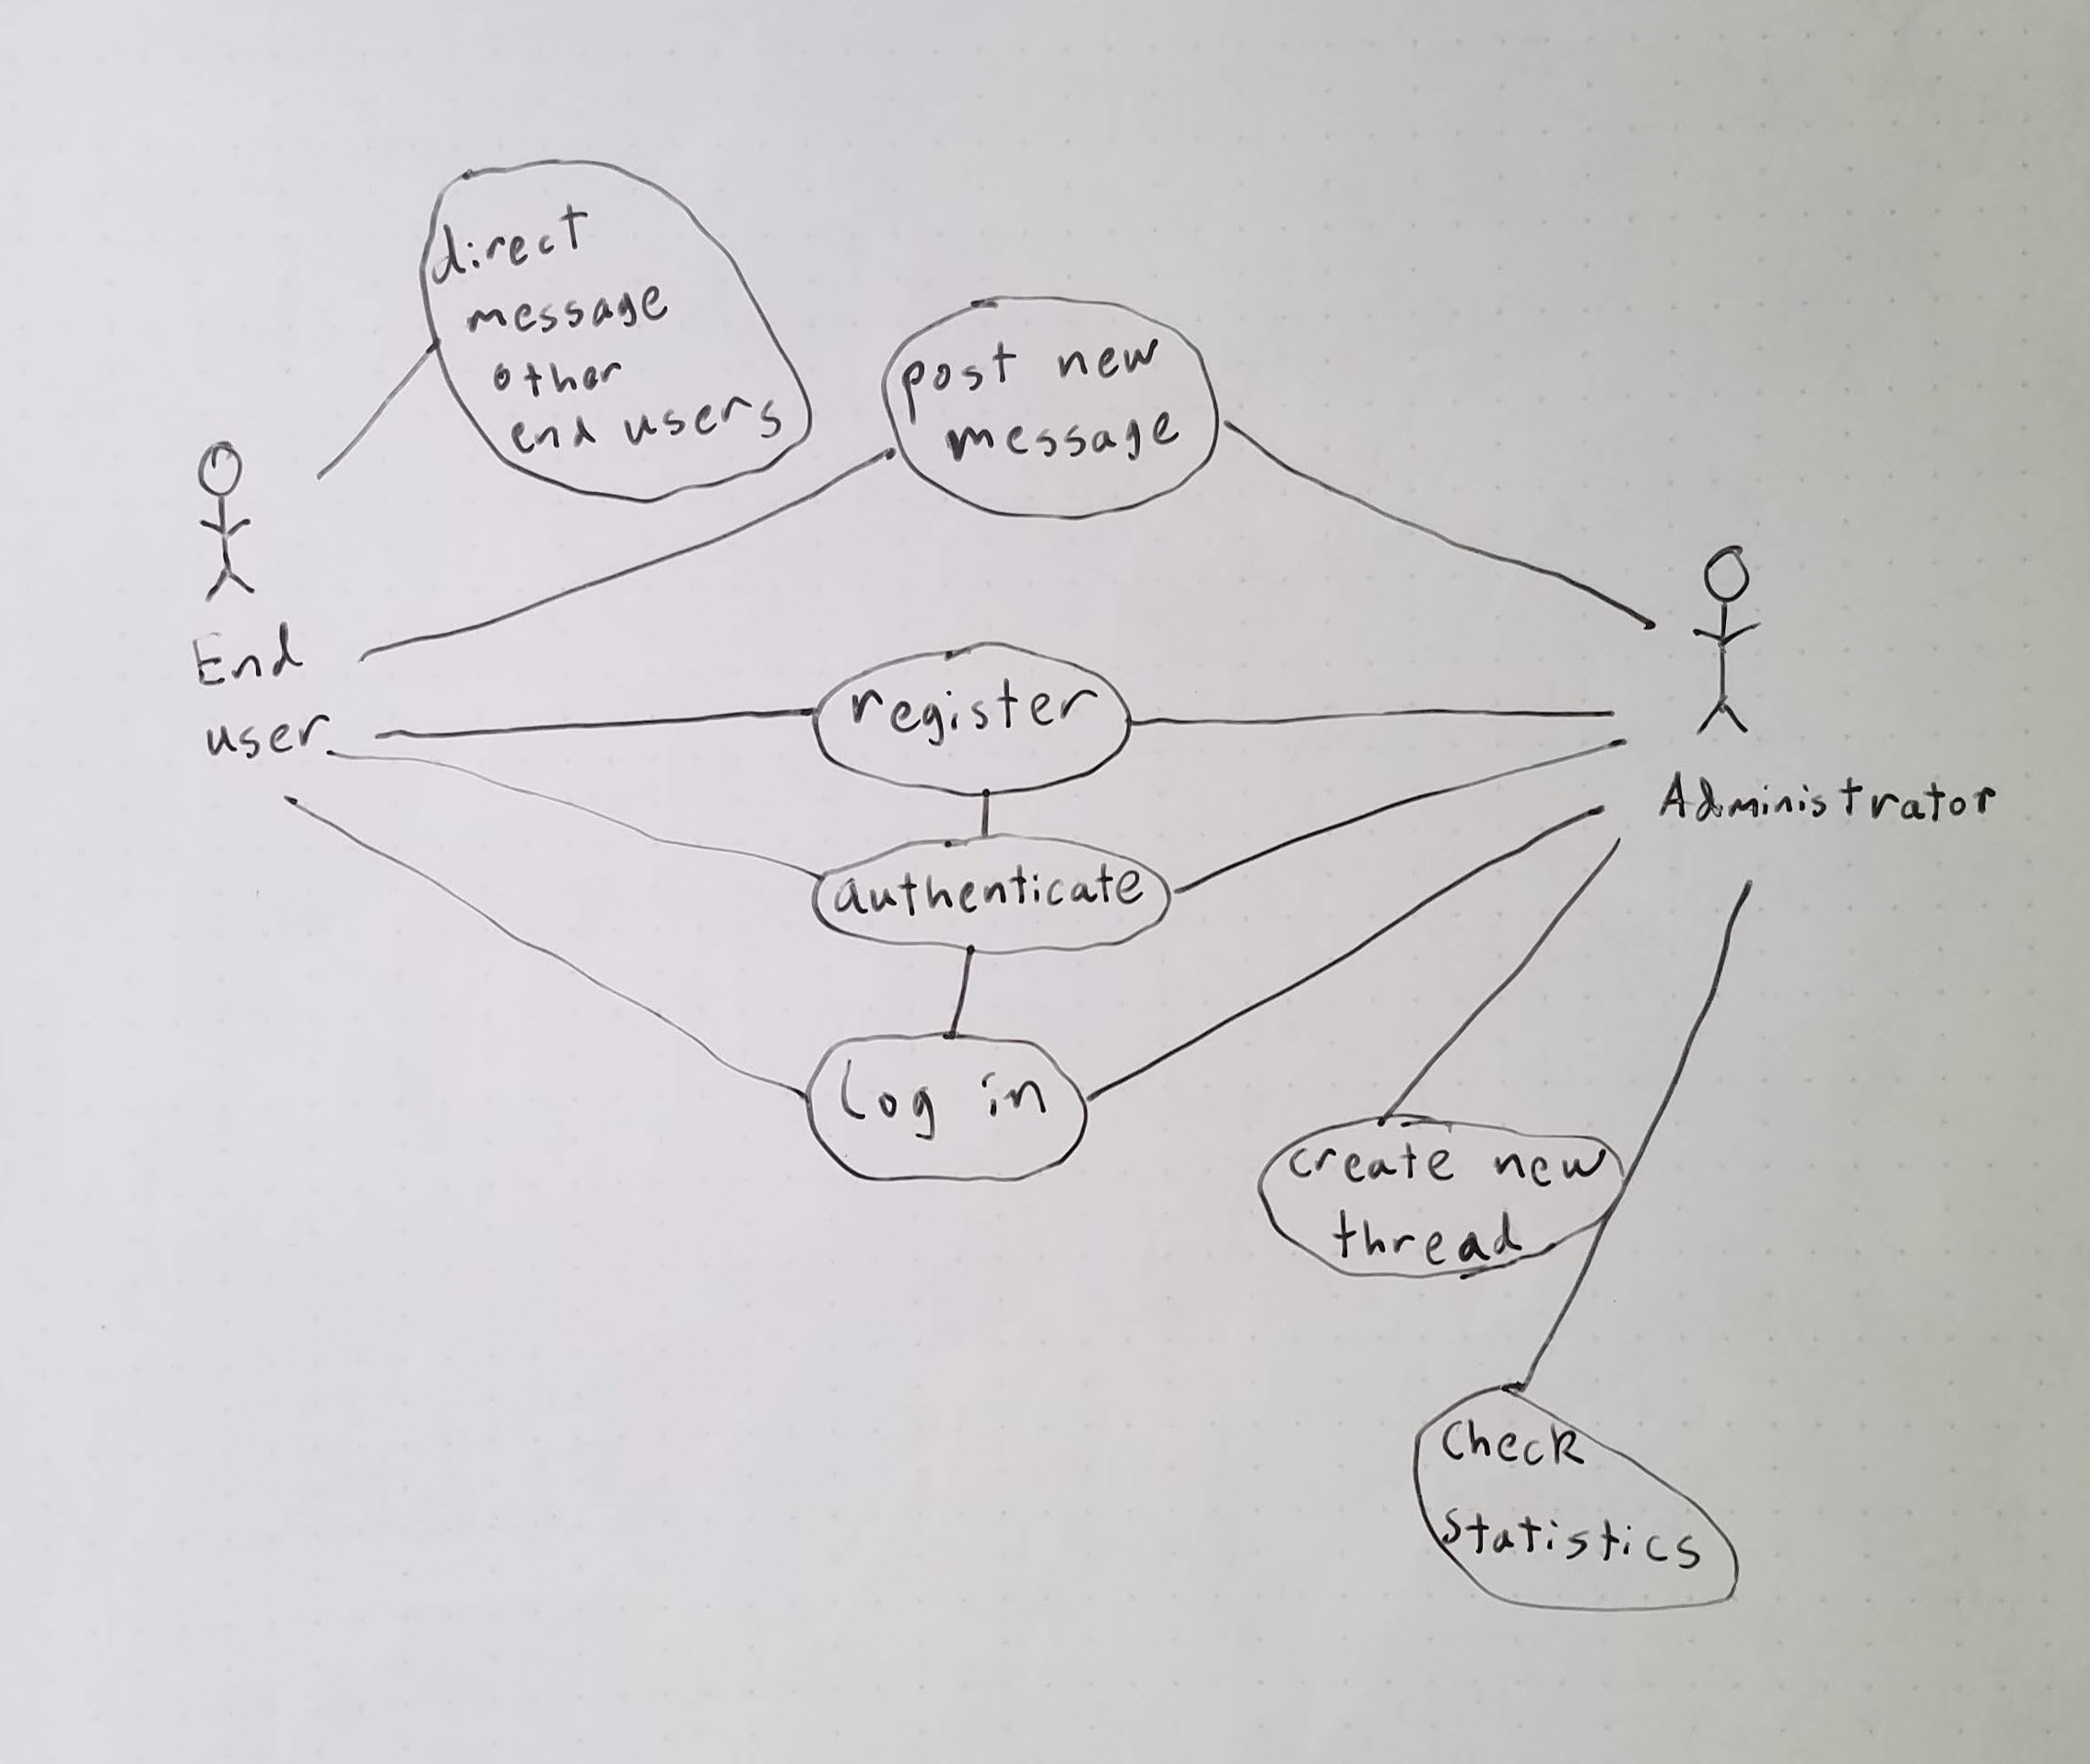 direct
message
other
end users
post new
message
End
user
register
Administrator
authenticate
log in
create new
thread
Check
Statistics